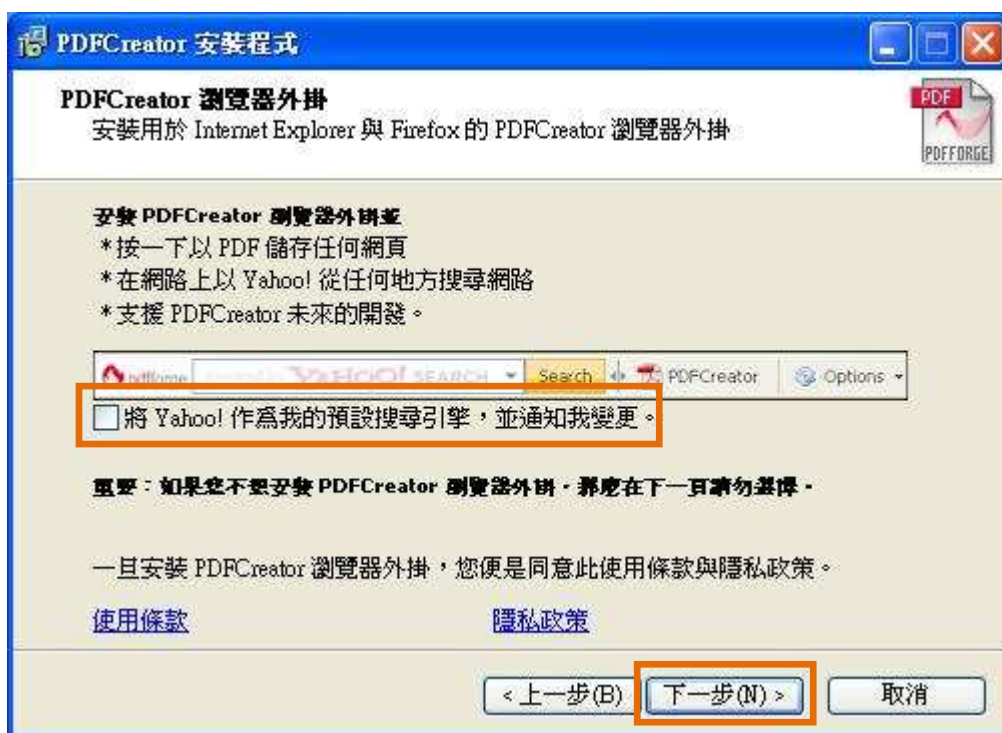 PDFCreator 安裝程式
PDFCreator 瀏覽器外掛
安裝用於 Internet Explorer 與 Firefox 的 PDFCreator 瀏覽器外掛
PDF
PDFFORGE
安裝 PDFCreator 瀏覽器外掛並
*按一下以 PDF 儲存任何網頁
*在網路上以 Yahoo! 從任何地方搜尋網路
*支援 PDFCreator 未來的開發。
YAHOO! SEARCH Search PDFCreator Options
將 Yahoo! 作爲我的預設搜尋引擎,並通知我變更。
重要:如果您不想安裝 PDFCreator 瀏覽器外掛,那麼在下一頁請勿選擇。
一旦安裝 PDFCreator 瀏覽器外掛,您便是同意此使用條款與隱私政策。
使用條款 隱私政策
<上一步(B) 下一步(N)> 取消